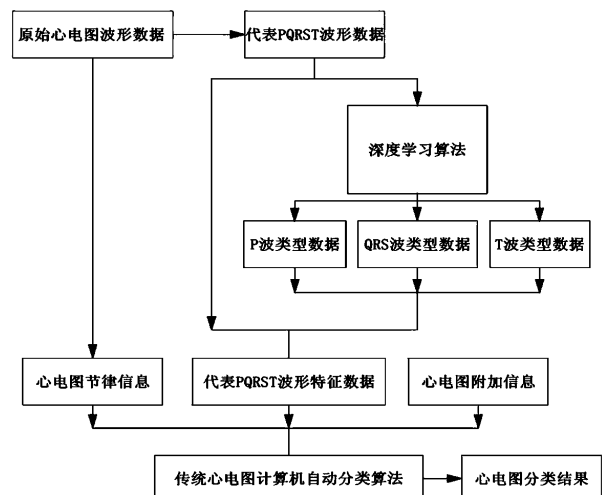 原始心电图波形数据
代表PQRST波形数据
深度学习算法
P波类型数据
QRS波类型数据
T波类型数据
心电图节律信息
代表PQRST波形特征数据
心电图附加信息
传统心电图计算机自动分类算法
心电图分类结果